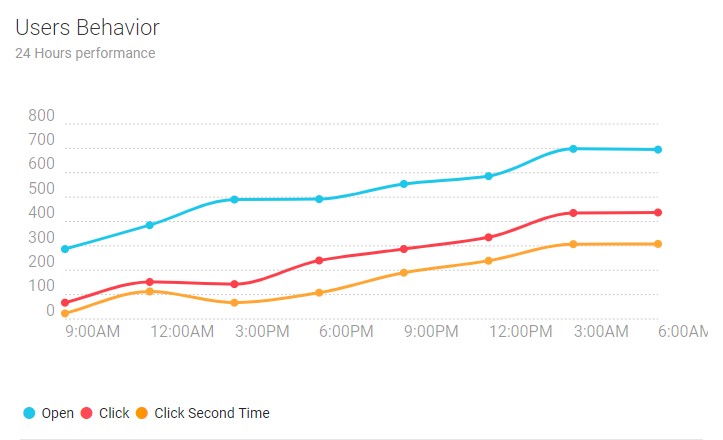 Users Behavior
24 Hours performance
800
700
600
500
400
300
200
100
0
9:00AM 12:00AM 3:00PM 6:00PM 9:00PM 12:00PM 3:00AM 6:00AM
Open Click Click Second Time